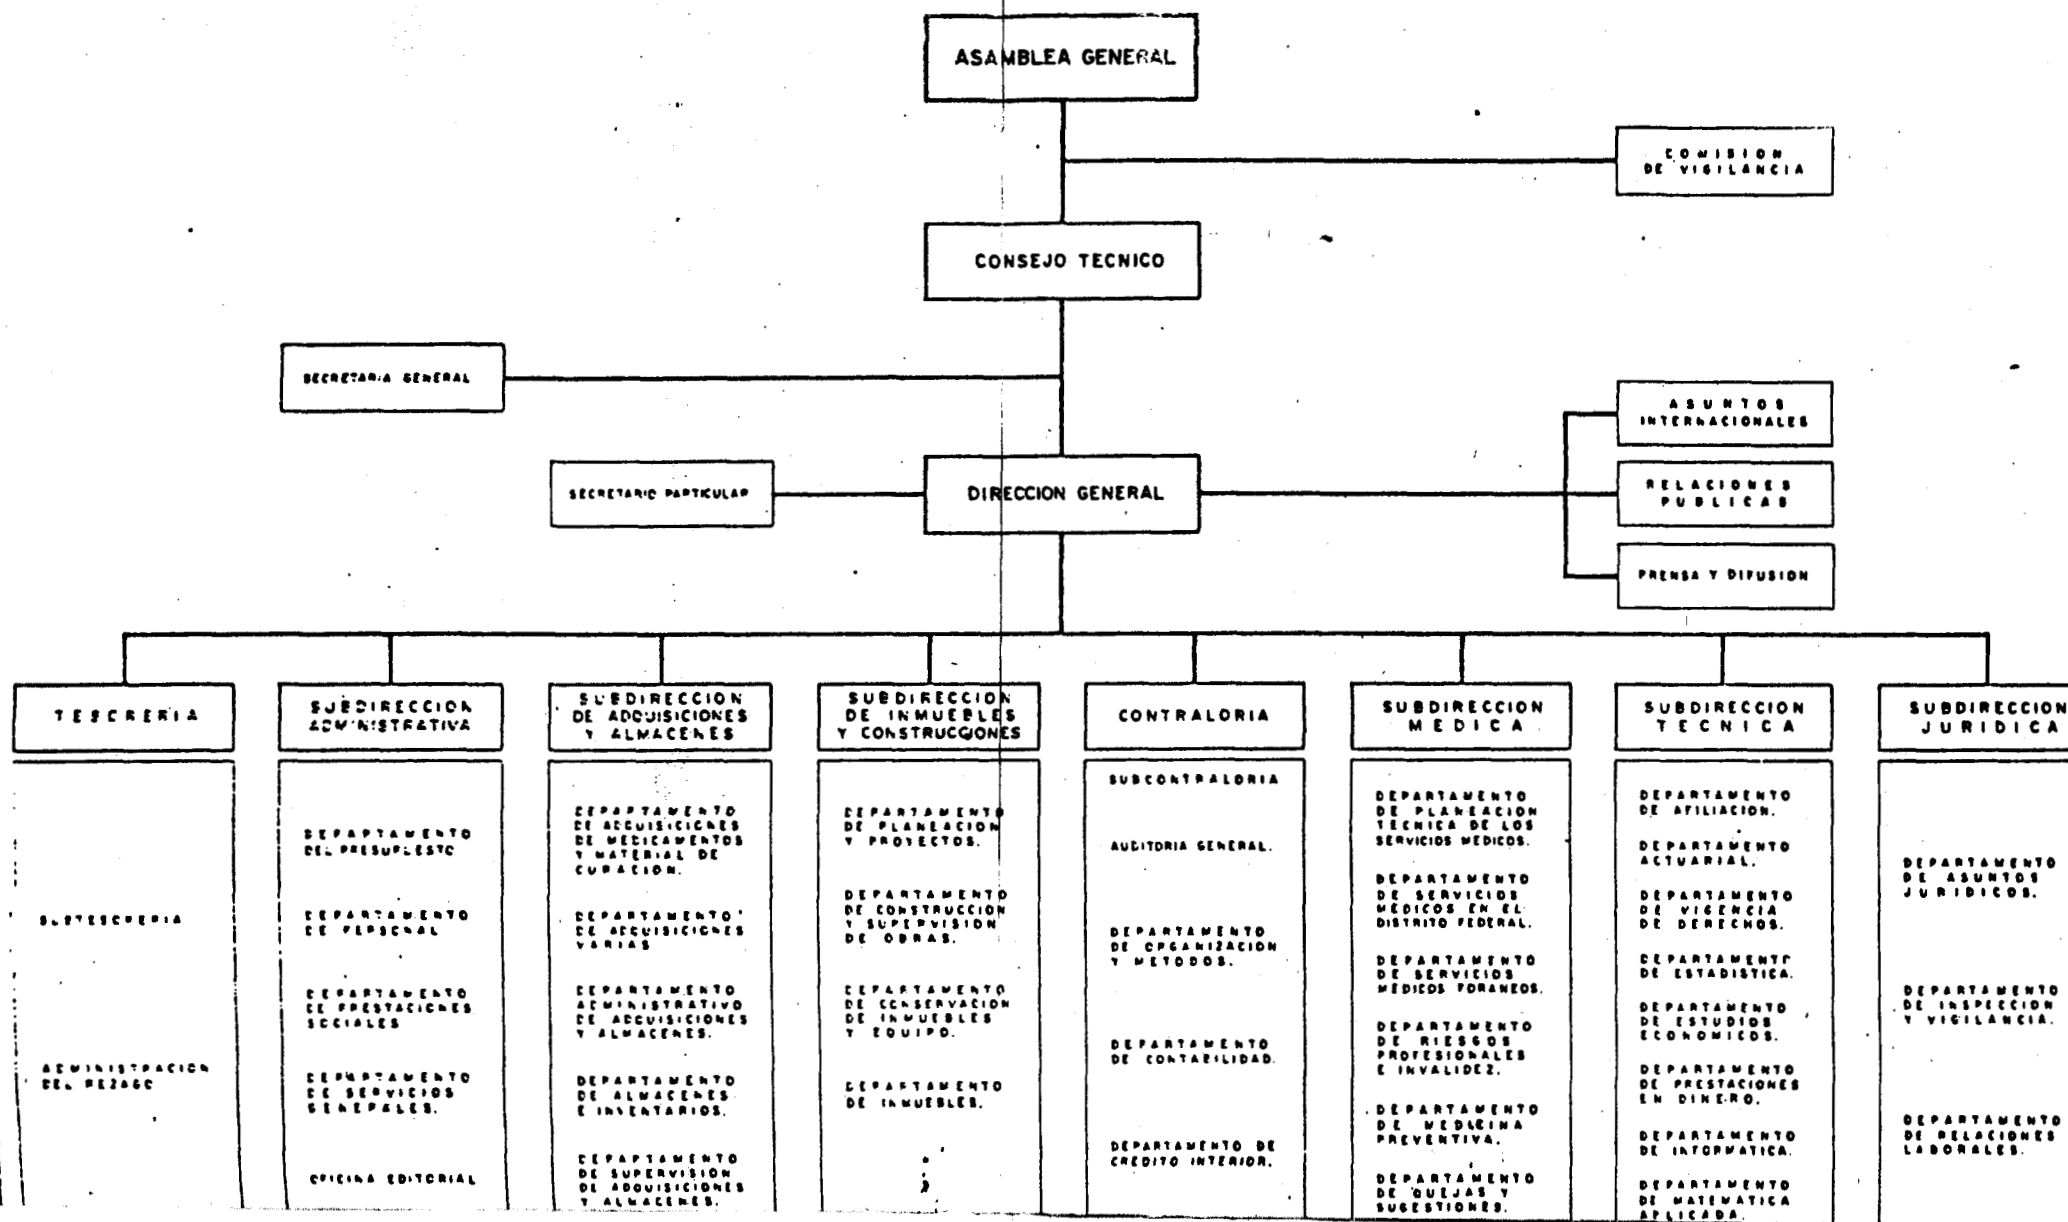 ASAMBLEA GENERAL
COMISION
DE VIGILANCIA
CONSEJO TECNICO
SECRETARIA GENERAL
ASUNTOS
INTERNACIONALES
SECRETARIO PARTICULAR
DIRECCION GENERAL
RELACIONES
PUBLICAS
PRENSA Y DIFUSION
TESORERIA
SUBDIRECCION
ADMINISTRATIVA
SUBDIRECCION
DE ADQUISICIONES
Y ALMACENES
SUBDIRECCION
DE INMUEBLES
Y CONSTRUCCIONES
CONTRALORIA
SUBDIRECCION
MEDICA
SUBDIRECCION
TECNICA
SUBDIRECCION
JURIDICA
SUBTESORERIA
ADMINISTRACION
DEL REZAGO
DEPARTAMENTO
DEL PRESUPUESTO
DEPARTAMENTO
DE PERSONAL
DEPARTAMENTO
DE PRESTACIONES
SOCIALES
DEPARTAMENTO
DE SERVICIOS
GENERALES.
OFICINA EDITORIAL
DEPARTAMENTO
DE ADQUISICIONES
DE MEDICAMENTOS
Y MATERIAL DE
CURACION.
DEPARTAMENTO
DE ADQUISICIONES
VARIAS
DEPARTAMENTO
ADMINISTRATIVO
DE ADQUISICIONES
Y ALMACENES.
DEPARTAMENTO
DE ALMACENES
E INVENTARIOS.
DEPARTAMENTO
DE SUPERVISION
DE ADQUISICIONES
Y ALMACENES.
DEPARTAMENTO
DE PLANEACION
Y PROYECTOS.
DEPARTAMENTO
DE CONSTRUCCION
Y SUPERVISION
DE OBRAS.
DEPARTAMENTO
DE CONSERVACION
DE INMUEBLES
Y EQUIPO.
DEPARTAMENTO
DE INMUEBLES.
SUBCONTRALORIA
AUDITORIA GENERAL.
DEPARTAMENTO
DE ORGANIZACION
Y METODOS.
DEPARTAMENTO
DE CONTABILIDAD.
DEPARTAMENTO DE
CREDITO INTERIOR.
DEPARTAMENTO
DE PLANEACION
TECNICA DE LOS
SERVICIOS MEDICOS.
DEPARTAMENTO
DE SERVICIOS
MEDICOS EN EL
DISTRITO FEDERAL.
DEPARTAMENTO
DE SERVICIOS
MEDICOS FORANEOS.
DEPARTAMENTO
DE RIESGOS
PROFESIONALES
E INVALIDEZ.
DEPARTAMENTO
DE MEDICINA
PREVENTIVA.
DEPARTAMENTO
DE QUEJAS Y
SUGESTIONES.
DEPARTAMENTO
DE AFILIACION.
DEPARTAMENTO
ACTUARIAL.
DEPARTAMENTO
DE VIGENCIA
DE DERECHOS.
DEPARTAMENTO
DE ESTADISTICA.
DEPARTAMENTO
DE ESTUDIOS
ECONOMICOS.
DEPARTAMENTO
DE PRESTACIONES
EN DINERO.
DEPARTAMENTO
DE INFORMATICA.
DEPARTAMENTO
DE MATEMATICA
APLICADA.
DEPARTAMENTO
DE ASUNTOS
JURIDICOS.
DEPARTAMENTO
DE INSPECCION
Y VIGILANCIA.
DEPARTAMENTO
DE RELACIONES
LABORALES.